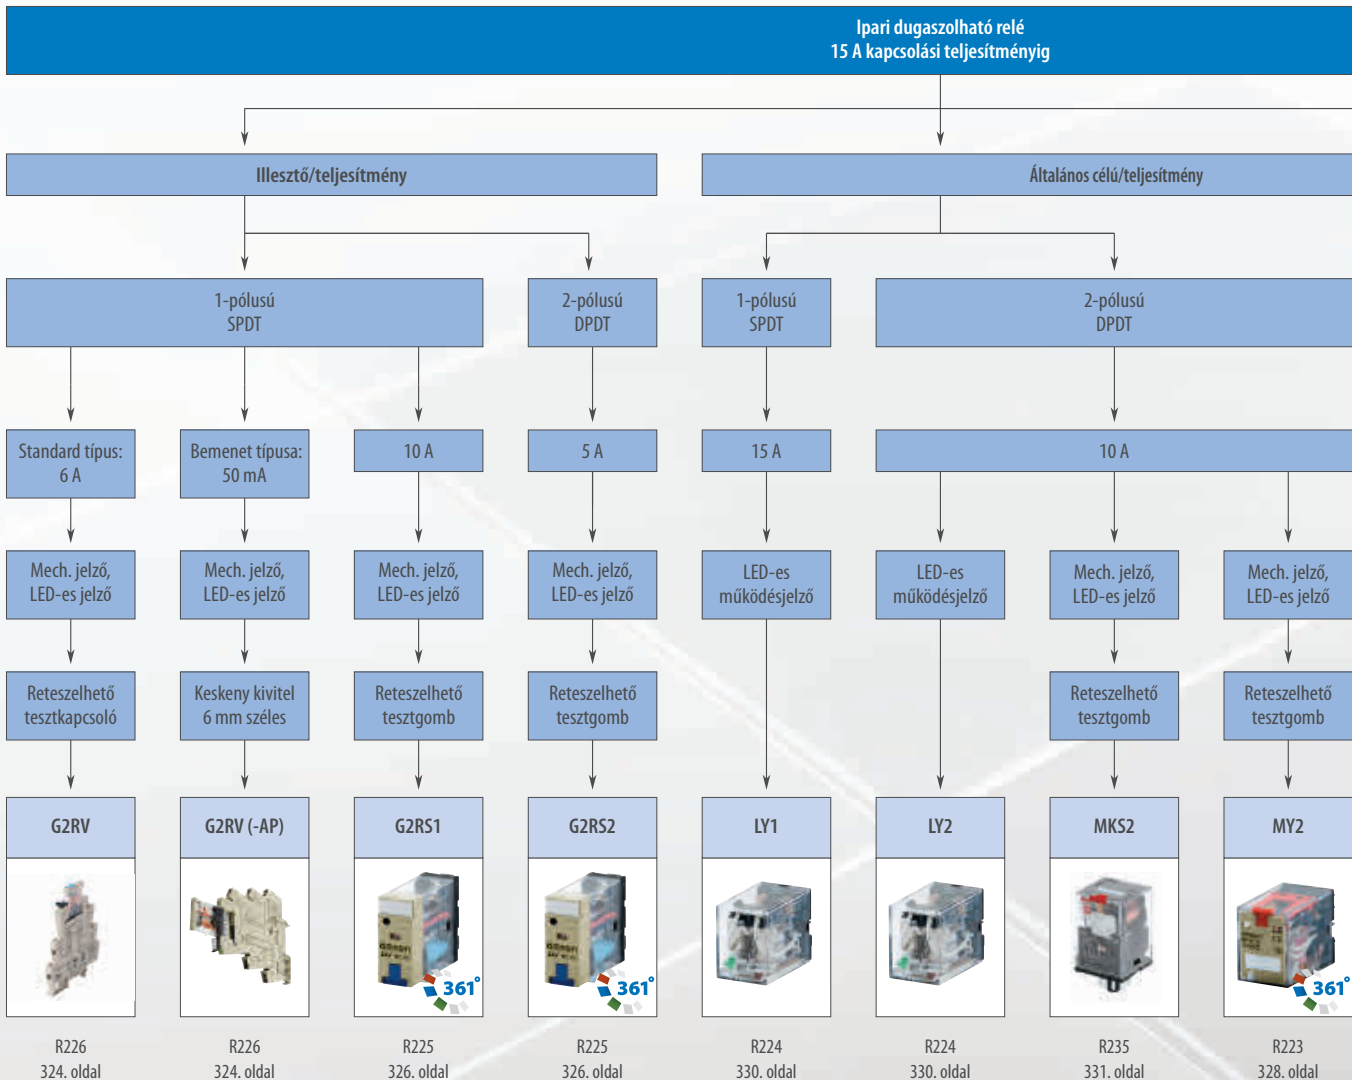 Ipari dugaszolható relé
15 A kapcsolási teljesítményig
Illesztő/teljesítmény
Általános célú/teljesítmény
1-pólusú
SPDT
2-pólusú
DPDT
1-pólusú
SPDT
2-pólusú
DPDT
Standard típus:
6 A
Bemenet típusa:
50 mA
10 A
5 A
15 A
10 A
Mech. jelző,
LED-es jelző
Mech. jelző,
LED-es jelző
Mech. jelző,
LED-es jelző
Mech. jelző,
LED-es jelző
LED-es
működésjelző
LED-es
működésjelző
Mech. jelző,
LED-es jelző
Mech. jelző,
LED-es jelző
Reteszelhető
tesztkapcsoló
Keskeny kivitel
6 mm széles
Reteszelhető
tesztgomb
Reteszelhető
tesztgomb
Reteszelhető
tesztgomb
Reteszelhető
tesztgomb
G2RV
G2RV (-AP)
G2RS1
G2RS2
LY1
LY2
MKS2
MY2
361°
361°
361°
R226
324. oldal
R226
324. oldal
R225
326. oldal
R225
326. oldal
R224
330. oldal
R224
330. oldal
R235
331. oldal
R223
328. oldal